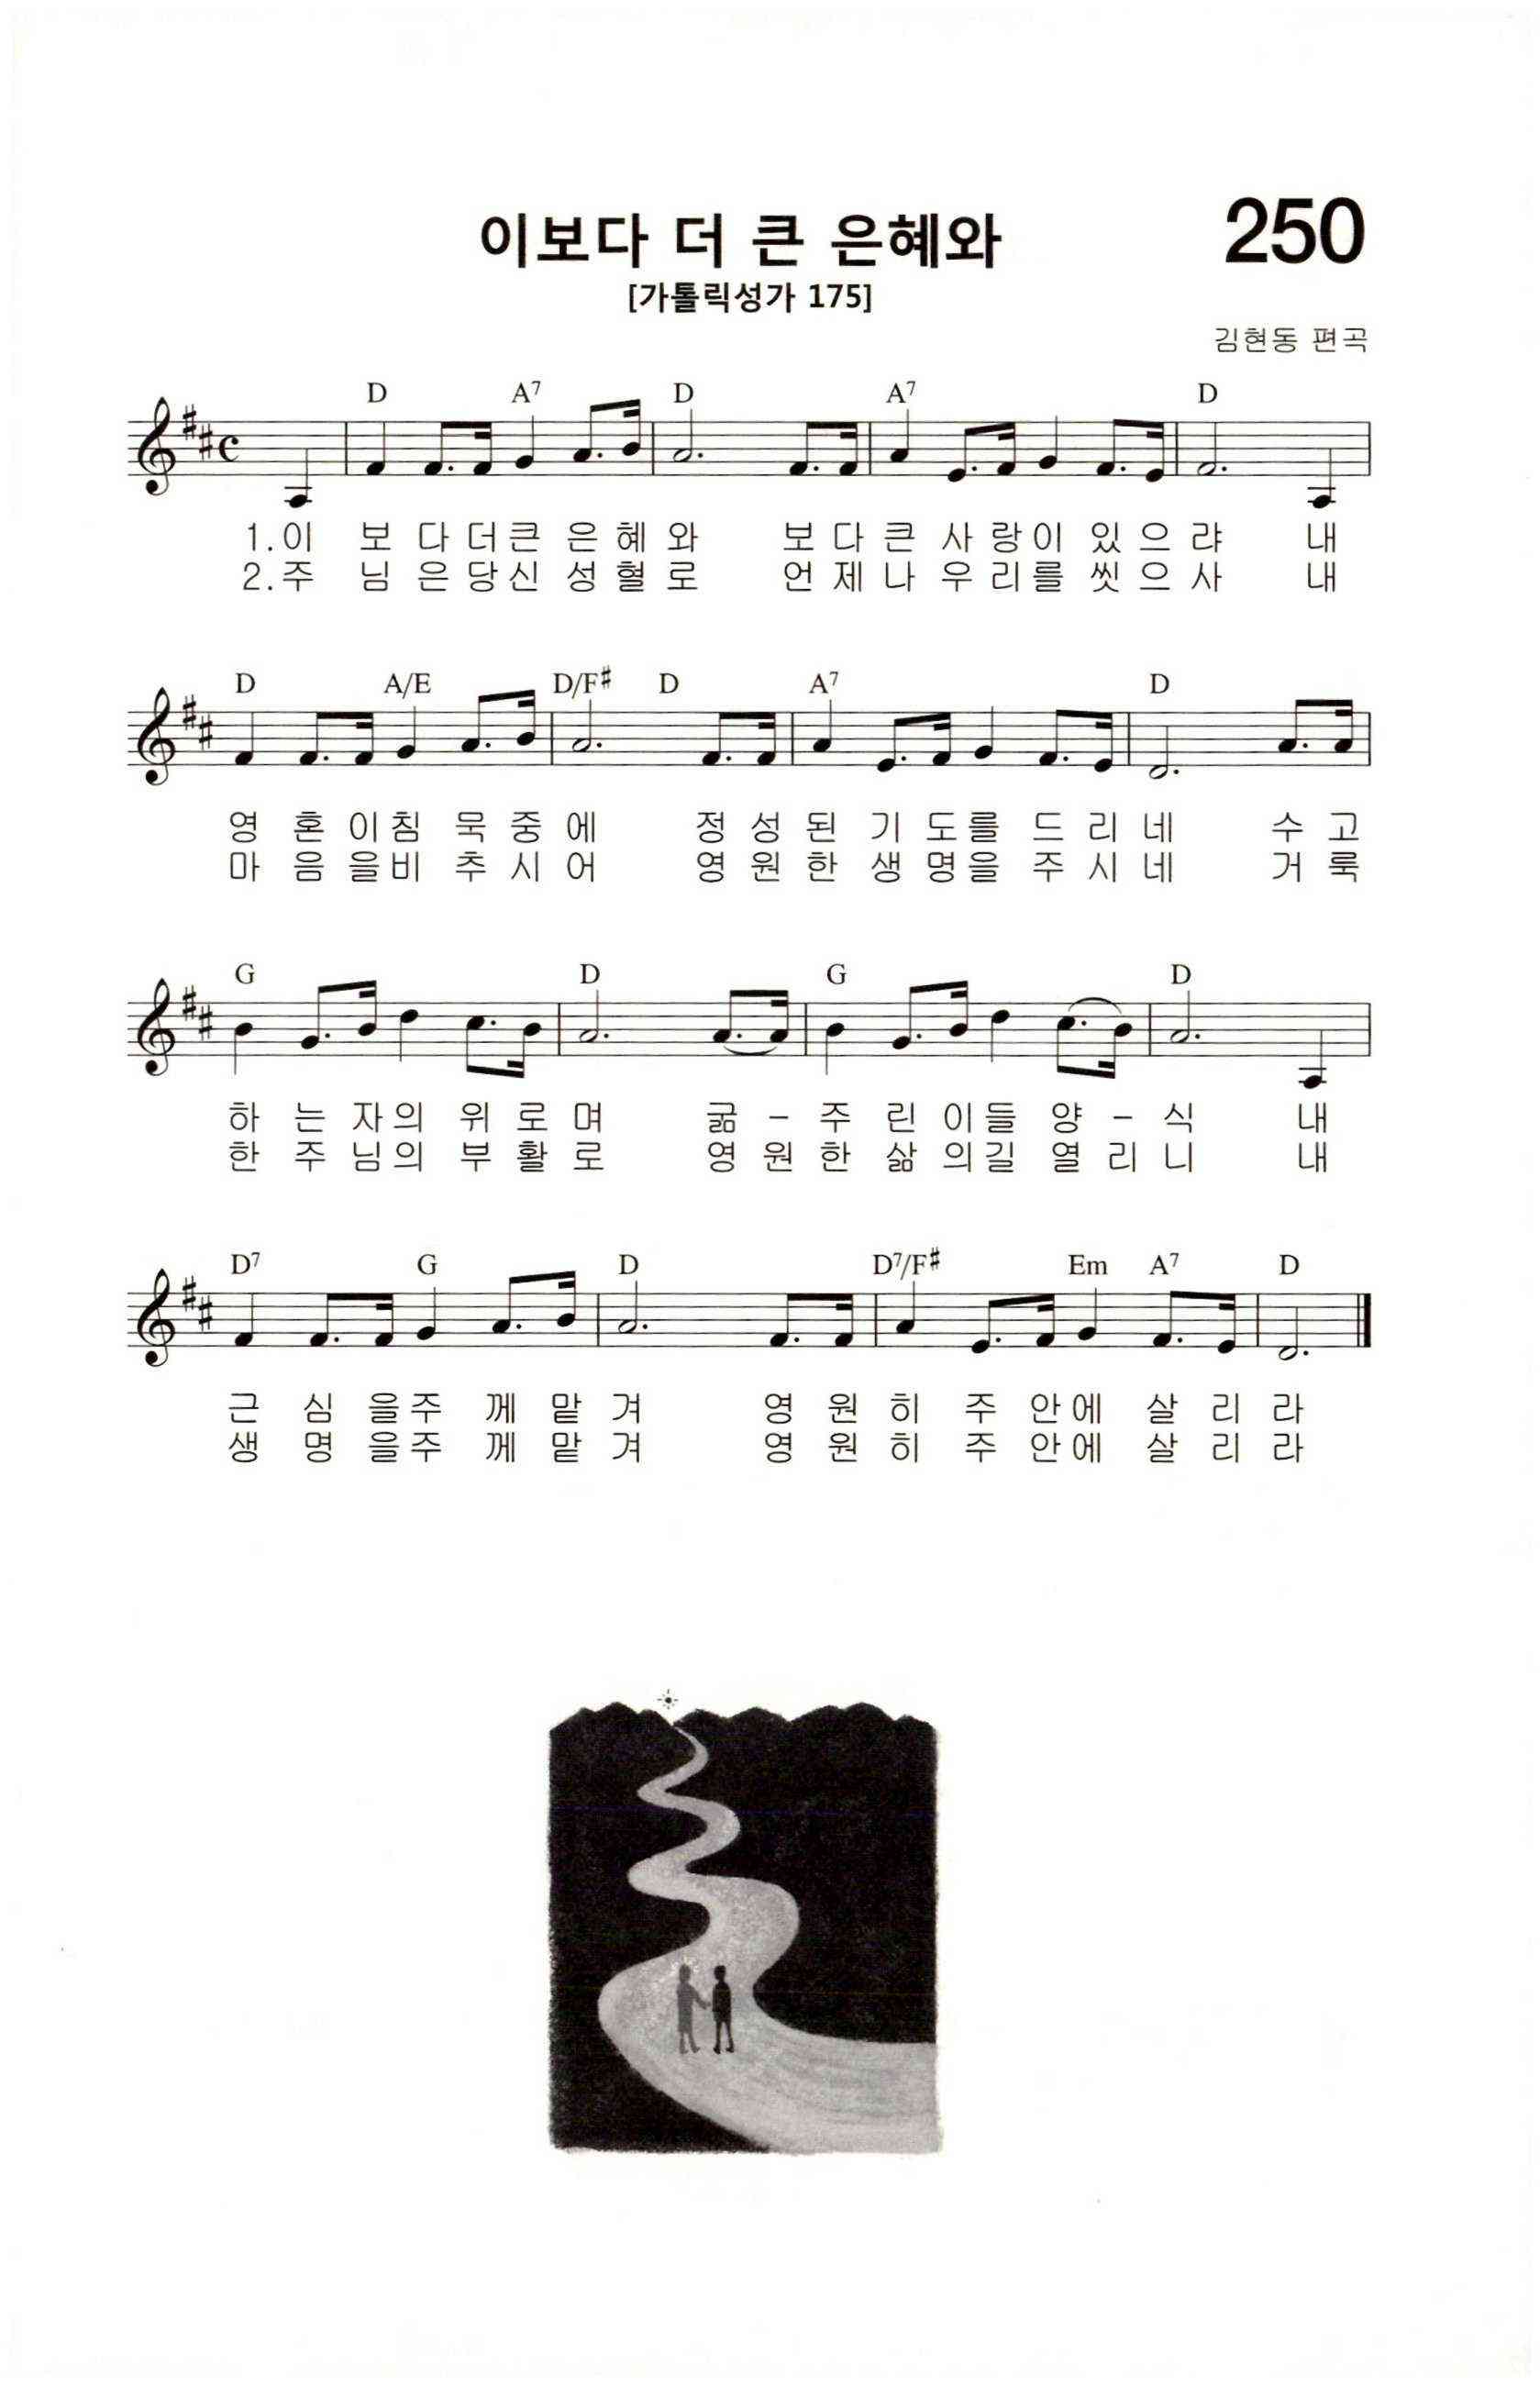 이보다 더 큰 은혜와
250
[가톨릭성가 175]
김현동 편곡
D A7 D A7 D
1.이 보 다 더 큰 은 혜 와 보 다 큰 사 랑 이 있 으 랴 내
2.주 님 은 당 신 성 혈 로 언 제 나 우 리 를 씻 으 사 내
D A/E D/F♯ D A7 D
영 혼 이 침 묵 중 에 정 성 된 기 도 를 드 리 네 수 고
마 음 을 비 추 시 어 영 원 한 생 명 을 주 시 네 거 룩
G D G D
하 는 자 의 위 로 며 굶 - 주 린 이 들 양 - 식 내
한 주 님 의 부 활 로 영 원 한 삶 의 길 열 리 니 내
D7 G D D7/F♯ Em A7 D
근 심 을 주 께 맡 겨 영 원 히 주 안 에 살 리 라
생 명 을 주 께 맡 겨 영 원 히 주 안 에 살 리 라